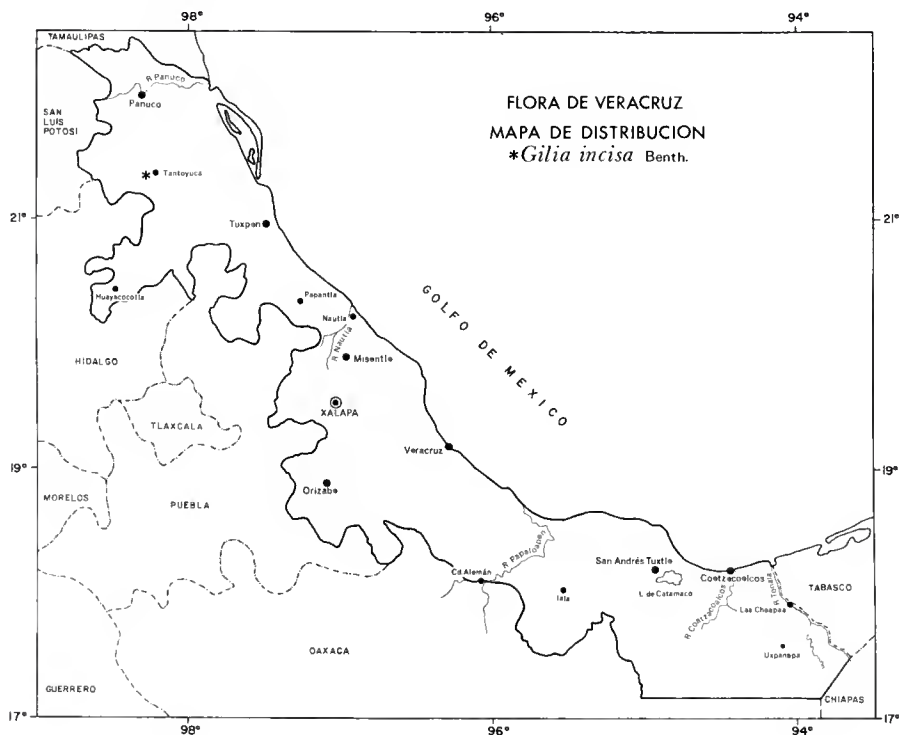 98°
96°
94°
TAMAULIPAS
R Panuco
Panuco
SAN
LUIS
POTOSI
FLORA DE VERACRUZ
MAPA DE DISTRIBUCION
*Gilia incisa Benth.
* Tantoyuca
21°
21°
Tuxpan
Huayacocotla
Papantla
Nautla
R Nautla
Misantla
GOLFO DE MEXICO
HIDALGO
XALAPA
TLAXCALA
Veracruz
19°
19°
MORELOS
PUEBLA
Orizaba
R Papaloapan
Cd. Alemán
San Andrés Tuxtla
L. de Catamaco
Isla
Coatzacoalcos
R Coatzacoalcos
R Tonalá
Las Choapas
TABASCO
Uxpanapa
OAXACA
GUERRERO
CHIAPAS
17°
17°
98°
96°
94°